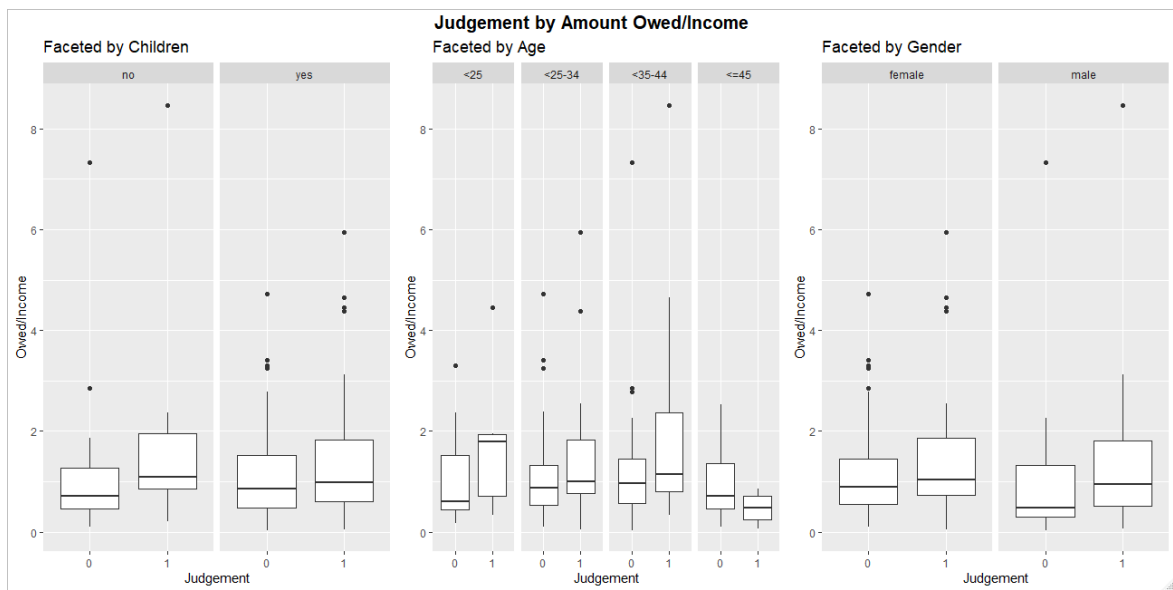 Judgement by Amount Owed/Income
Faceted by Children
no yes
Owed/Income
8
6
4
2
0
0 1 0 1
Judgement
Faceted by Age
<25 <25-34 <35-44 <=45
Owed/Income
8
6
4
2
0
0 1 0 1 0 1 0 1
Judgement
Faceted by Gender
female male
Owed/Income
8
6
4
2
0
0 1 0 1
Judgement